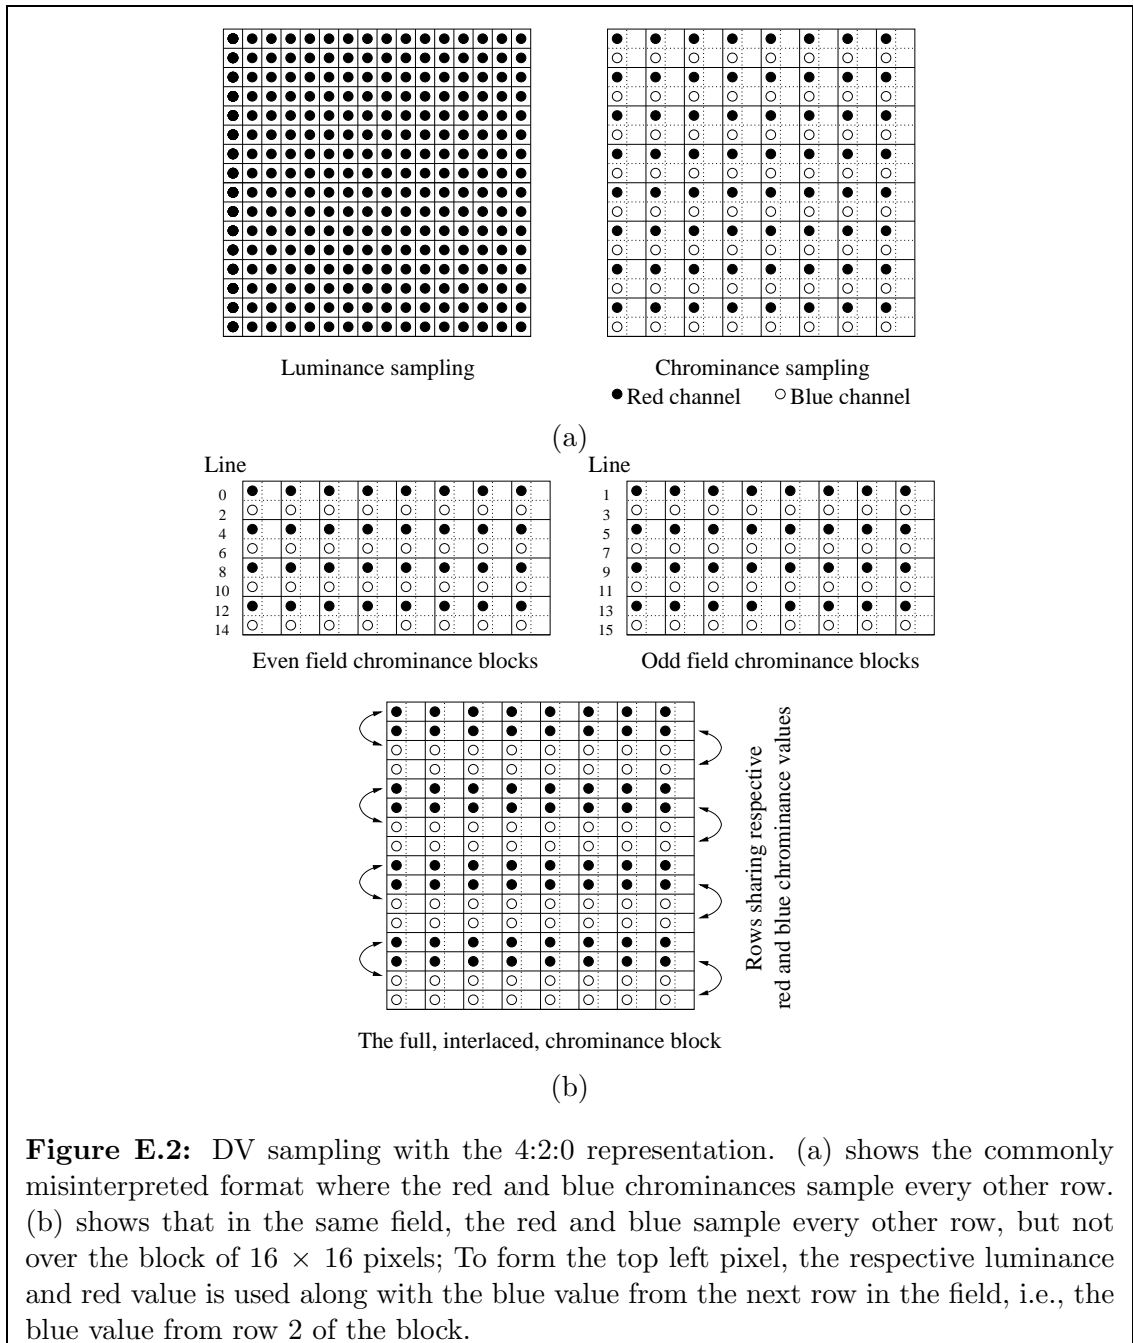 Luminance sampling
Chrominance sampling
Red channel
Blue channel
(a)
Line
0
2
4
6
8
10
12
14
Even field chrominance blocks
Line
1
3
5
7
9
11
13
15
Odd field chrominance blocks
Rows sharing respective
red and blue chrominance values
The full, interlaced, chrominance block
(b)
Figure E.2: DV sampling with the 4:2:0 representation. (a) shows the commonly
misinterpreted format where the red and blue chrominances sample every other row.
(b) shows that in the same field, the red and blue sample every other row, but not
over the block of 16 × 16 pixels; To form the top left pixel, the respective luminance
and red value is used along with the blue value from the next row in the field, i.e., the
blue value from row 2 of the block.